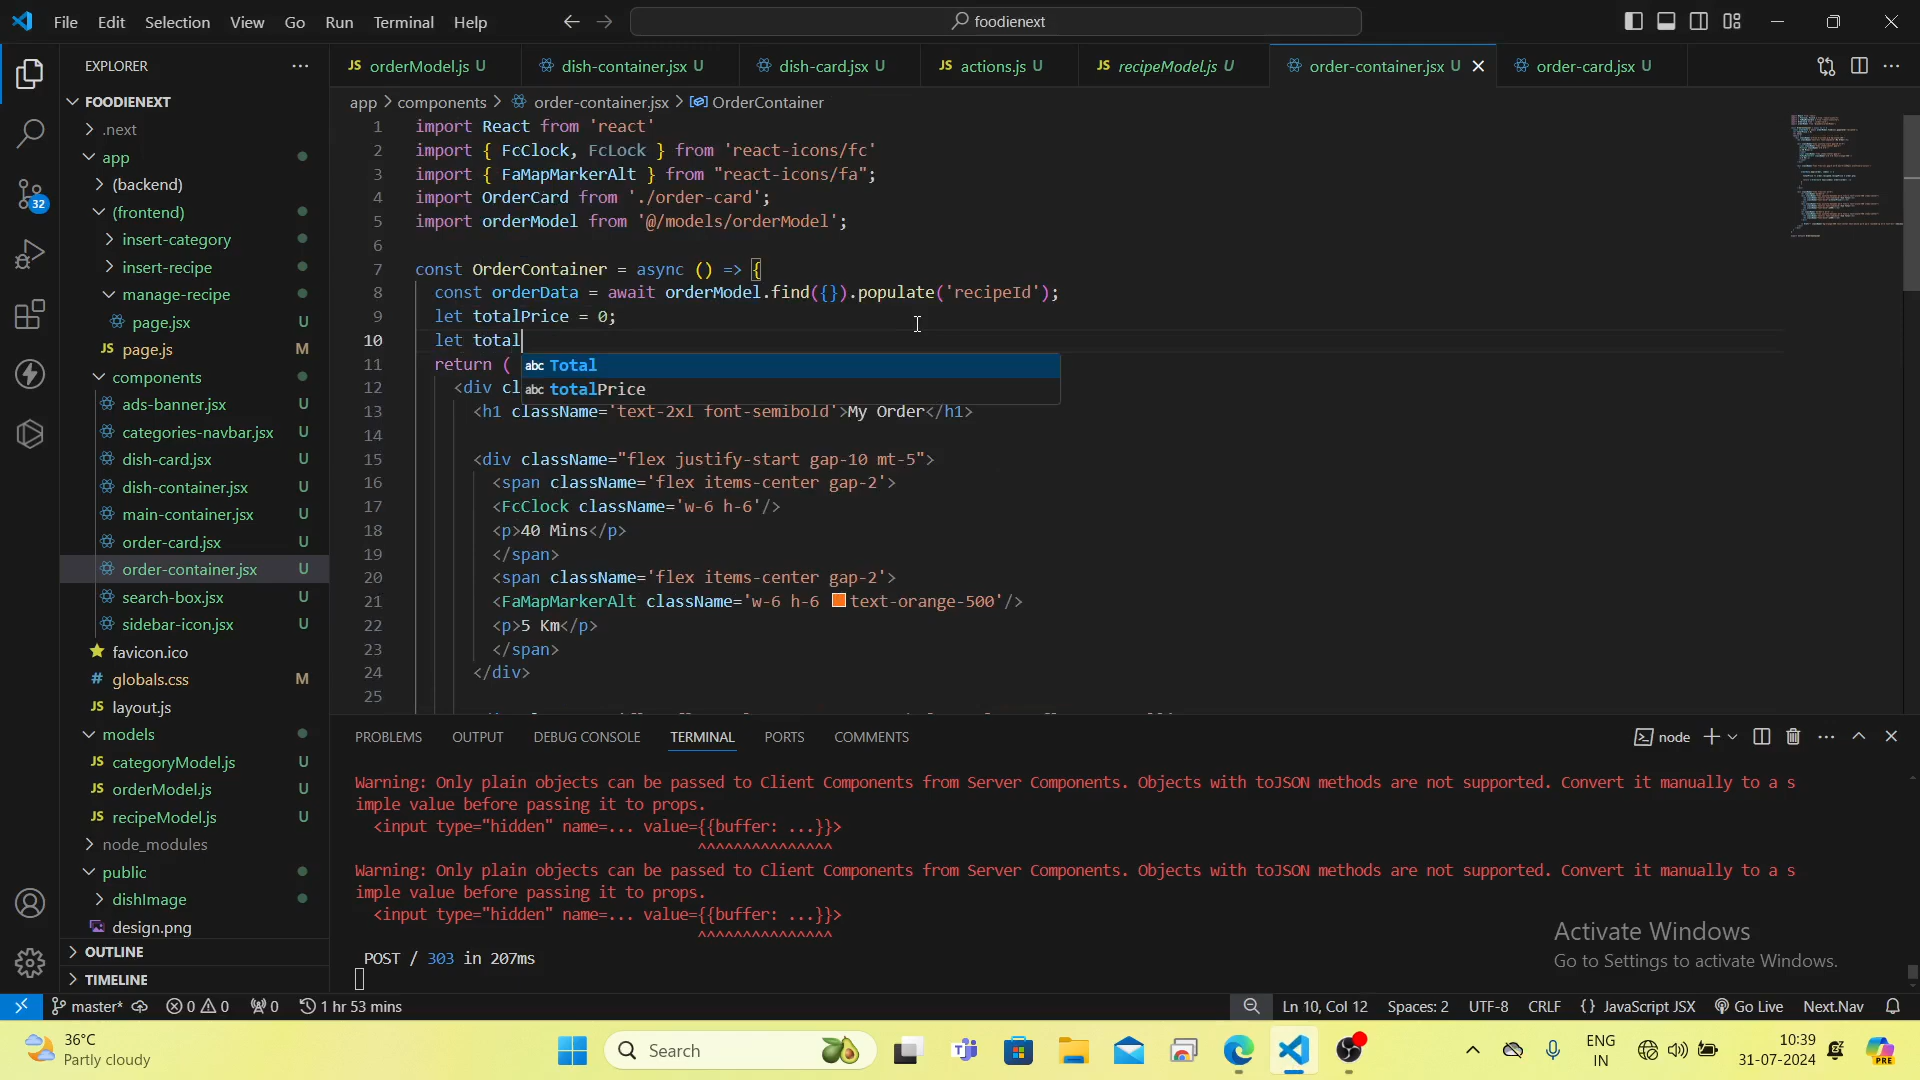 File Edit Selection View Go Run Terminal Help
foodienext
EXPLORER
FOODIENEXT
.next
app
(backend)
(frontend)
insert-category
insert-recipe
manage-recipe
page.jsx U
JS page.js M
components
ads-banner.jsx U
categories-navbar.jsx U
dish-card.jsx U
dish-container.jsx U
main-container.jsx U
order-card.jsx U
order-container.jsx U
search-box.jsx U
sidebar-icon.jsx U
favicon.ico
# globals.css M
JS layout.js
models
JS categoryModel.js U
JS orderModel.js U
JS recipeModel.js U
node_modules
public
dishImage
design.png
OUTLINE
TIMELINE
32
JS orderModel.js U dish-container.jsx U dish-card.jsx U JS actions.js U JS recipeModel.js U order-container.jsx U order-card.jsx U
app > components > order-container.jsx > OrderContainer
1 import React from 'react'
2 import { FcClock, FcLock } from 'react-icons/fc'
3 import { FaMapMarkerAlt } from "react-icons/fa";
4 import OrderCard from './order-card';
5 import orderModel from '@/models/orderModel';
6
7 const OrderContainer = async () => {
8 const orderData = await orderModel.find({}).populate('recipeId');
9 let totalPrice = 0;
10 let total
11 return (
abc Total
12 <div cl
abc totalPrice
13 <h1 className='text-2xl font-semibold'>My Order</h1>
14
15 <div className="flex justify-start gap-10 mt-5">
16 <span className='flex items-center gap-2'>
17 <FcClock className='w-6 h-6'/>
18 <p>40 Mins</p>
19 </span>
20 <span className='flex items-center gap-2'>
21 <FaMapMarkerAlt className='w-6 h-6 text-orange-500'/>
22 <p>5 Km</p>
23 </span>
24 </div>
25
PROBLEMS OUTPUT DEBUG CONSOLE TERMINAL PORTS COMMENTS
node
Warning: Only plain objects can be passed to Client Components from Server Components. Objects with toJSON methods are not supported. Convert it manually to a s
imple value before passing it to props.
<input type="hidden" name=... value={{buffer: ...}}>
^^^^^^^^^^^^^^^
Warning: Only plain objects can be passed to Client Components from Server Components. Objects with toJSON methods are not supported. Convert it manually to a s
imple value before passing it to props.
<input type="hidden" name=... value={{buffer: ...}}>
^^^^^^^^^^^^^^^
POST / 303 in 207ms
Activate Windows
Go to Settings to activate Windows.
master* 0 0 0 1 hr 53 mins Ln 10, Col 12 Spaces: 2 UTF-8 CRLF {} JavaScript JSX Go Live Next.Nav
36°C
Partly cloudy
Search
ENG
IN
10:39
31-07-2024
PRE